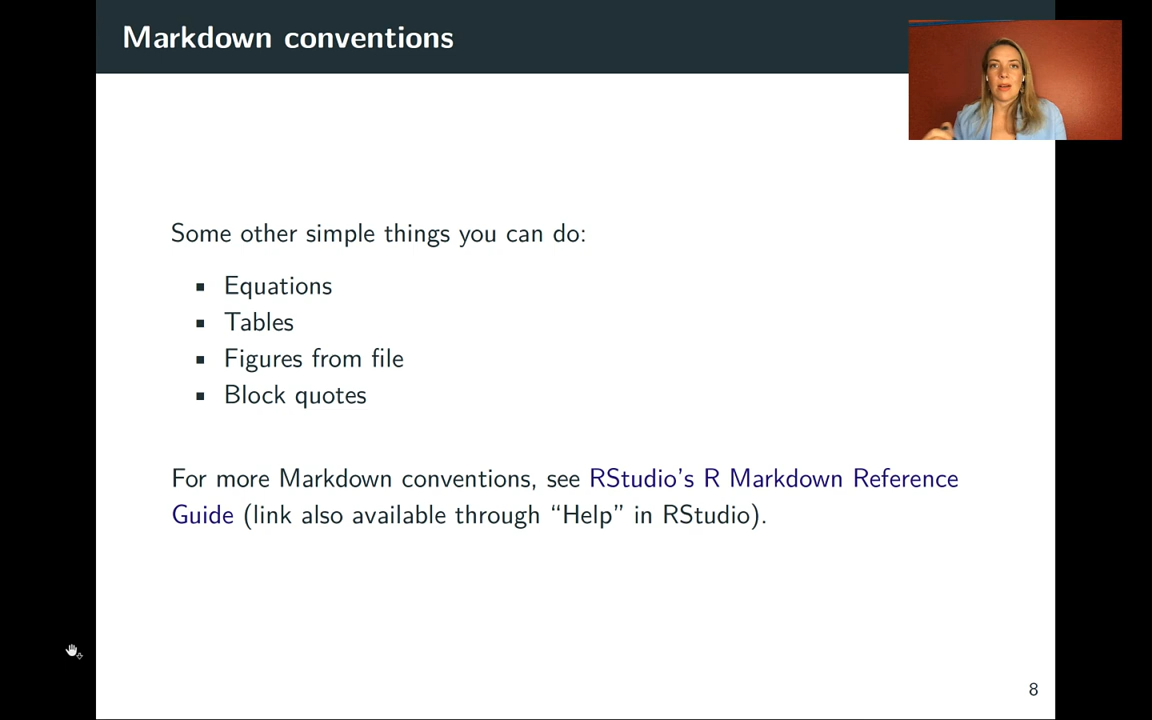 Markdown conventions
Some other simple things you can do:
▪ Equations
▪ Tables
▪ Figures from file
▪ Block quotes
For more Markdown conventions, see RStudio's R Markdown Reference
Guide (link also available through “Help” in RStudio).
8